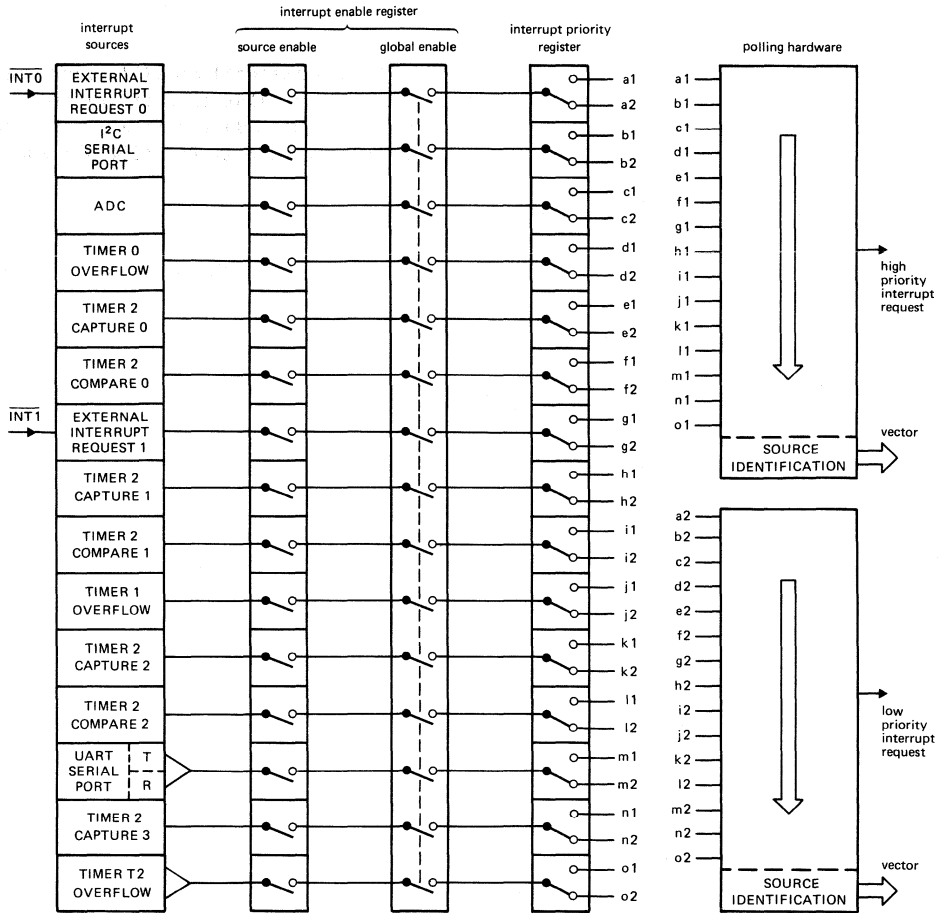 interrupt enable register
interrupt
sources
source enable
global enable
interrupt priority
register
polling hardware
INT0
EXTERNAL
INTERRUPT
REQUEST 0
I²C
SERIAL
PORT
ADC
TIMER 0
OVERFLOW
TIMER 2
CAPTURE 0
TIMER 2
COMPARE 0
INT1
EXTERNAL
INTERRUPT
REQUEST 1
TIMER 2
CAPTURE 1
TIMER 2
COMPARE 1
TIMER 1
OVERFLOW
TIMER 2
CAPTURE 2
TIMER 2
COMPARE 2
UART
SERIAL
PORT
T
R
TIMER 2
CAPTURE 3
TIMER T2
OVERFLOW
a1
a2
b1
b2
c1
c2
d1
d2
e1
e2
f1
f2
g1
g2
h1
h2
i1
i2
j1
j2
k1
k2
l1
l2
m1
m2
n1
n2
o1
o2
a1
b1
c1
d1
e1
f1
g1
h1
i1
j1
k1
l1
m1
n1
o1
high
priority
interrupt
request
SOURCE
IDENTIFICATION
vector
a2
b2
c2
d2
e2
f2
g2
h2
i2
j2
k2
l2
m2
n2
o2
low
priority
interrupt
request
SOURCE
IDENTIFICATION
vector